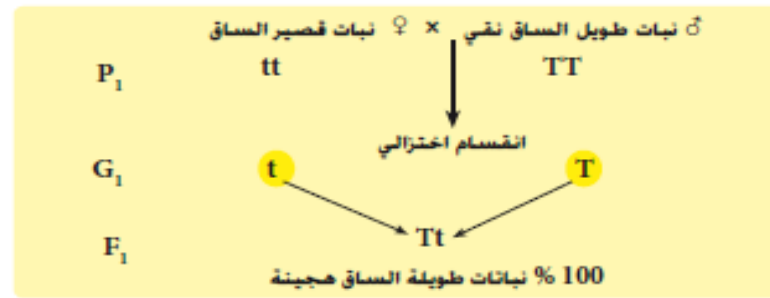 ♂ نبات طويل الساق نقي × ♀ نبات قصير الساق
P₁ tt TT
انقسام اختزالي
G₁ t T
F₁ Tt
100 % نباتات طويلة الساق هجينة